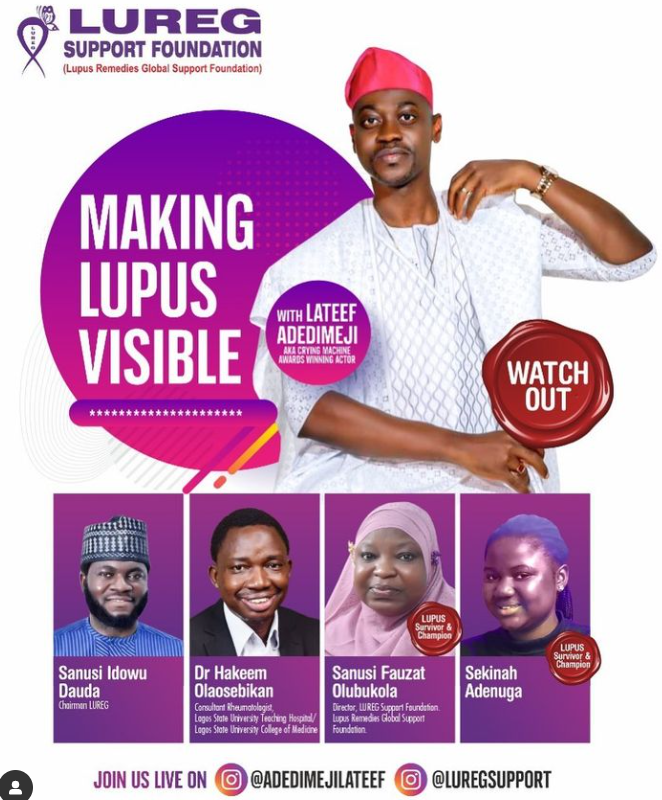 LUREG
SUPPORT FOUNDATION
(Lupus Remedies Global Support Foundation)
LUREG
MAKING
LUPUS
VISIBLE
********************
WITH LATEEF
ADEDIMEJI
AKA CRYING MACHINE
AWARDS WINNING ACTOR
WATCH
OUT
Sanusi Idowu
Dauda
Chairman LUREG
Dr Hakeem
Olaosebikan
Consultant Rheumatologist,
Lagos State University Teaching Hospital/
Lagos State University College of Medicine
LUPUS
Survivor &
Champion
Sanusi Fauzat
Olubukola
Director, LUREG Support Foundation.
Lupus Remedies Global Support
Foundation.
LUPUS
Survivor &
Champion
Sekinah
Adenuga
JOIN US LIVE ON @ADEDIMEJILATEEF @LUREGSUPPORT